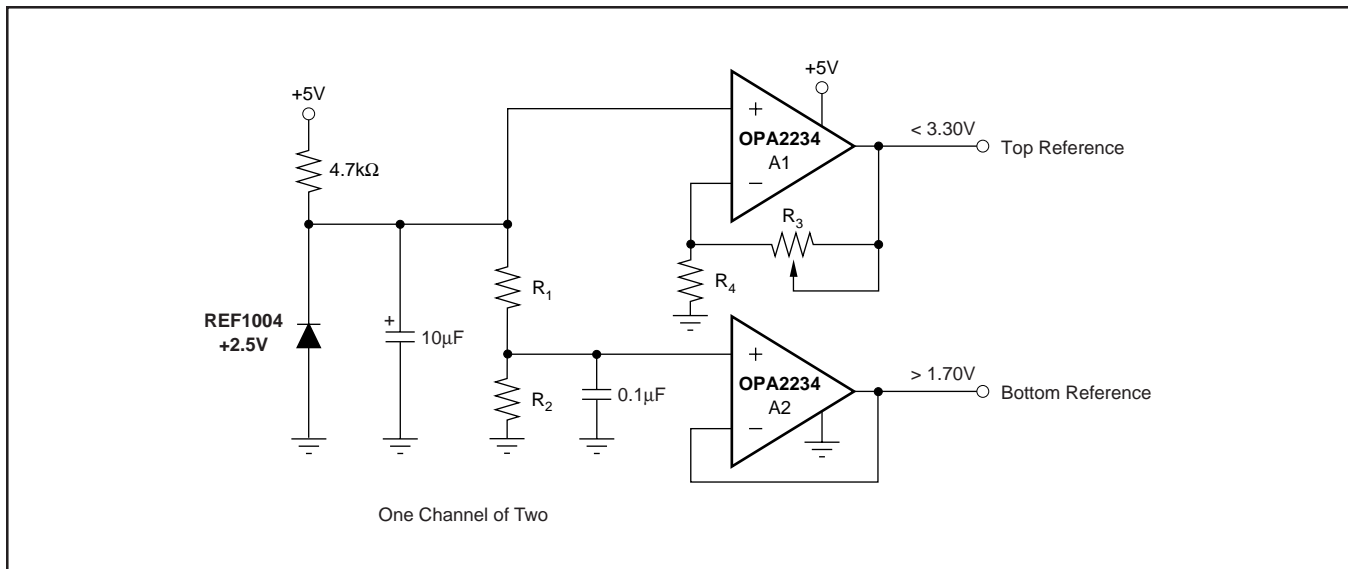 +5V
4.7kΩ
REF1004
+2.5V
+
10µF
R1
R2
0.1µF
+5V
+
OPA2234
A1
–
R3
R4
< 3.30V
Top Reference
+
OPA2234
A2
–
> 1.70V
Bottom Reference
One Channel of Two